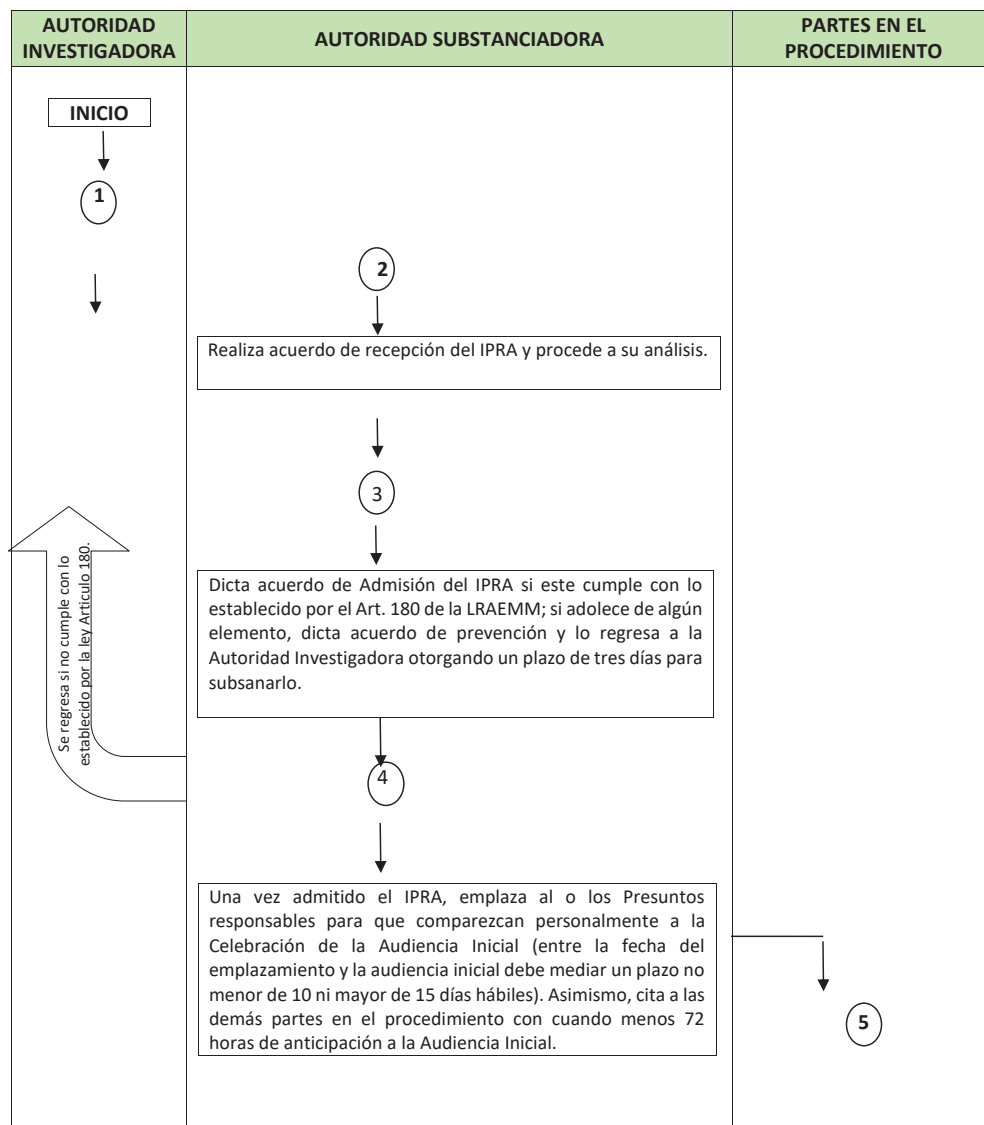 AUTORIDAD
INVESTIGADORA
AUTORIDAD SUBSTANCIADORA
PARTES EN EL
PROCEDIMIENTO
INICIO
1
2
Realiza acuerdo de recepción del IPRA y procede a su análisis.
3
Se regresa si no cumple con lo
establecido por la ley Articulo 180.
Dicta acuerdo de Admisión del IPRA si este cumple con lo
establecido por el Art. 180 de la LRAEMM; si adolece de algún
elemento, dicta acuerdo de prevención y lo regresa a la
Autoridad Investigadora otorgando un plazo de tres días para
subsanarlo.
4
Una vez admitido el IPRA, emplaza al o los Presuntos
responsables para que comparezcan personalmente a la
Celebración de la Audiencia Inicial (entre la fecha del
emplazamiento y la audiencia inicial debe mediar un plazo no
menor de 10 ni mayor de 15 días hábiles). Asimismo, cita a las
demás partes en el procedimiento con cuando menos 72
horas de anticipación a la Audiencia Inicial.
5